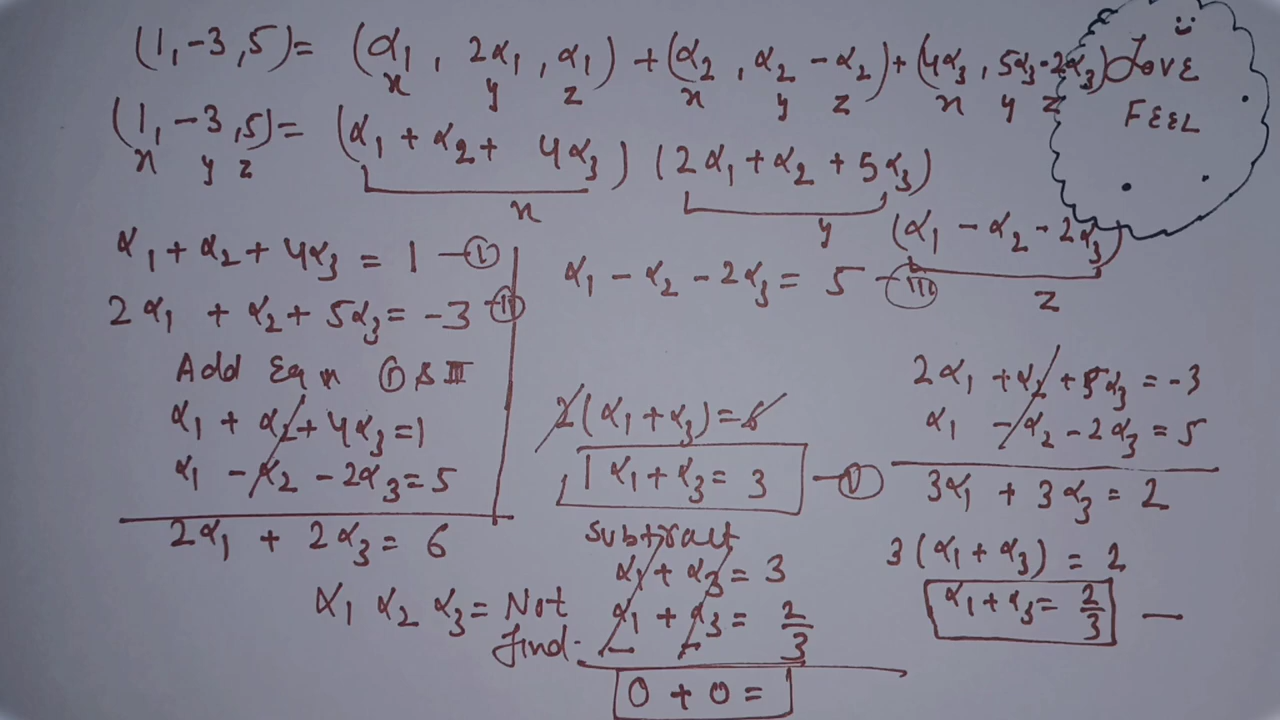 (1, -3, 5) = (α₁, 2α₁, α₁) + (α₂, α₂ - α₂) + (4α₃, 5α₃ - 2α₃)
x y z x y z x y z
LOVE
FEEL
(1, -3, 5) = (α₁ + α₂ + 4α₃) (2α₁ + α₂ + 5α₃)
x y z
x
y
(α₁ - α₂ - 2α₃)
z
α₁ + α₂ + 4α₃ = 1 - (I)
2α₁ + α₂ + 5α₃ = -3 (II)
Add Eqn (I) & III
α₁ + α₂ + 4α₃ = 1
α₁ - α₂ - 2α₃ = 5
2α₁ + 2α₃ = 6
α₁ - α₂ - 2α₃ = 5 - (III)
2(α₁ + α₃) = 6
α₁ + α₃ = 3
Subtract
α₁ + α₃ = 3
α₁ + α₃ = 2/3
- -
0 + 0 =
α₁ α₂ α₃ = Not
find.
2α₁ + α₂ + 5α₃ = -3
α₁ - α₂ - 2α₃ = 5
3α₁ + 3α₃ = 2
3(α₁ + α₃) = 2
α₁ + α₃ = 2/3 -